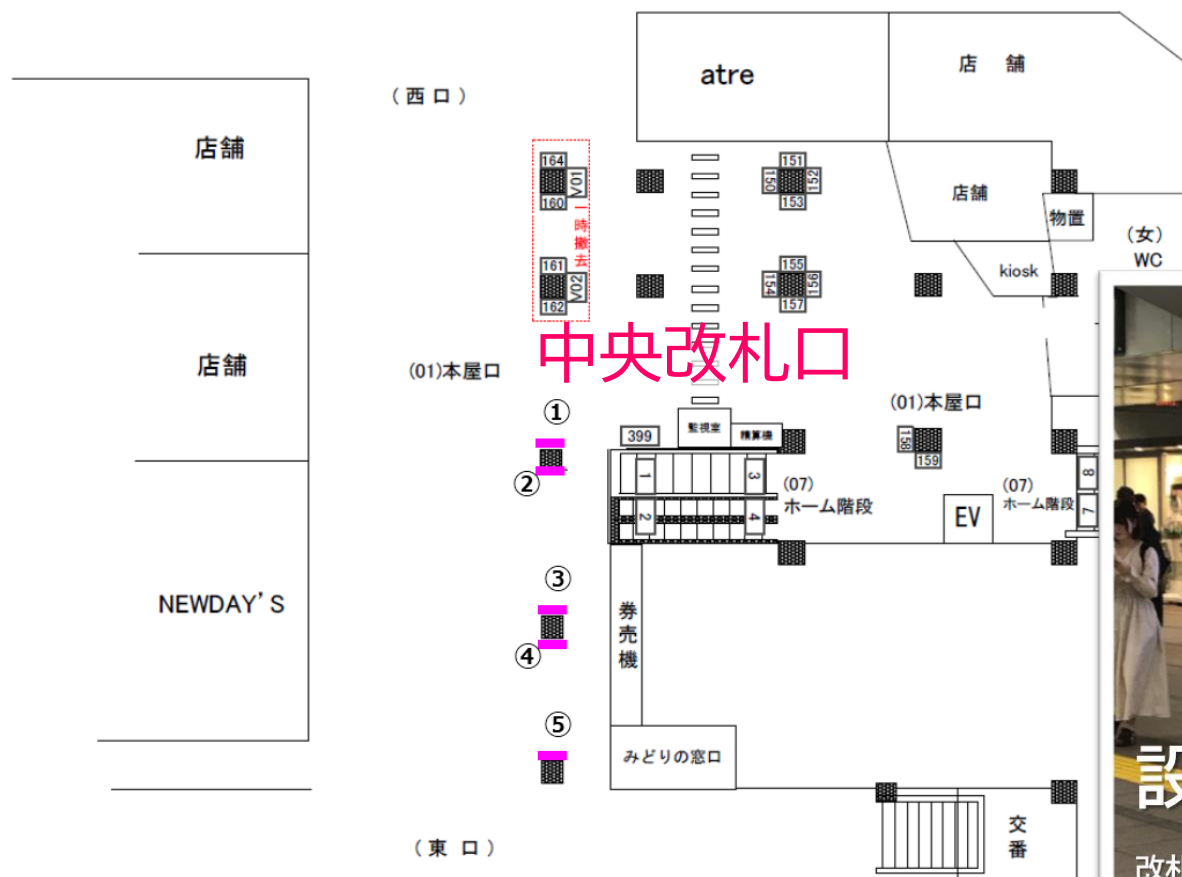 atre
店 舗
(西口)
店舗
164
V01
160
一時撤去
161
V02
162
151
150
152
153
155
154
156
157
店舗
物置
(女)
WC
kiosk
中央改札口
店舗
(01)本屋口
(01)本屋口
①
②
399
監視室
精算機
158
159
1
3
2
4
(07)
ホーム階段
(07)
ホーム階段
8
7
EV
③
④
NEWDAY'S
券売機
⑤
みどりの窓口
設
(東口)
交番
改札